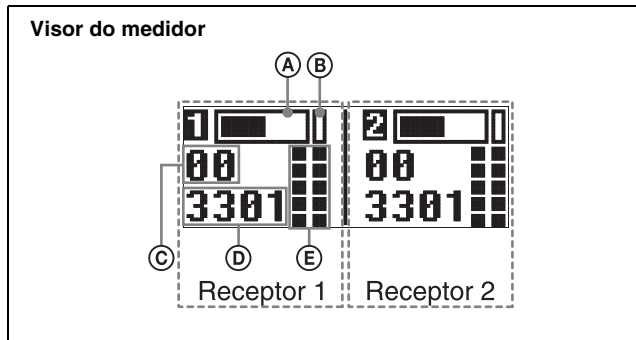 Visor do medidor
A B
1 2
00 00
3301 3301
C D E
Receptor 1 Receptor 2